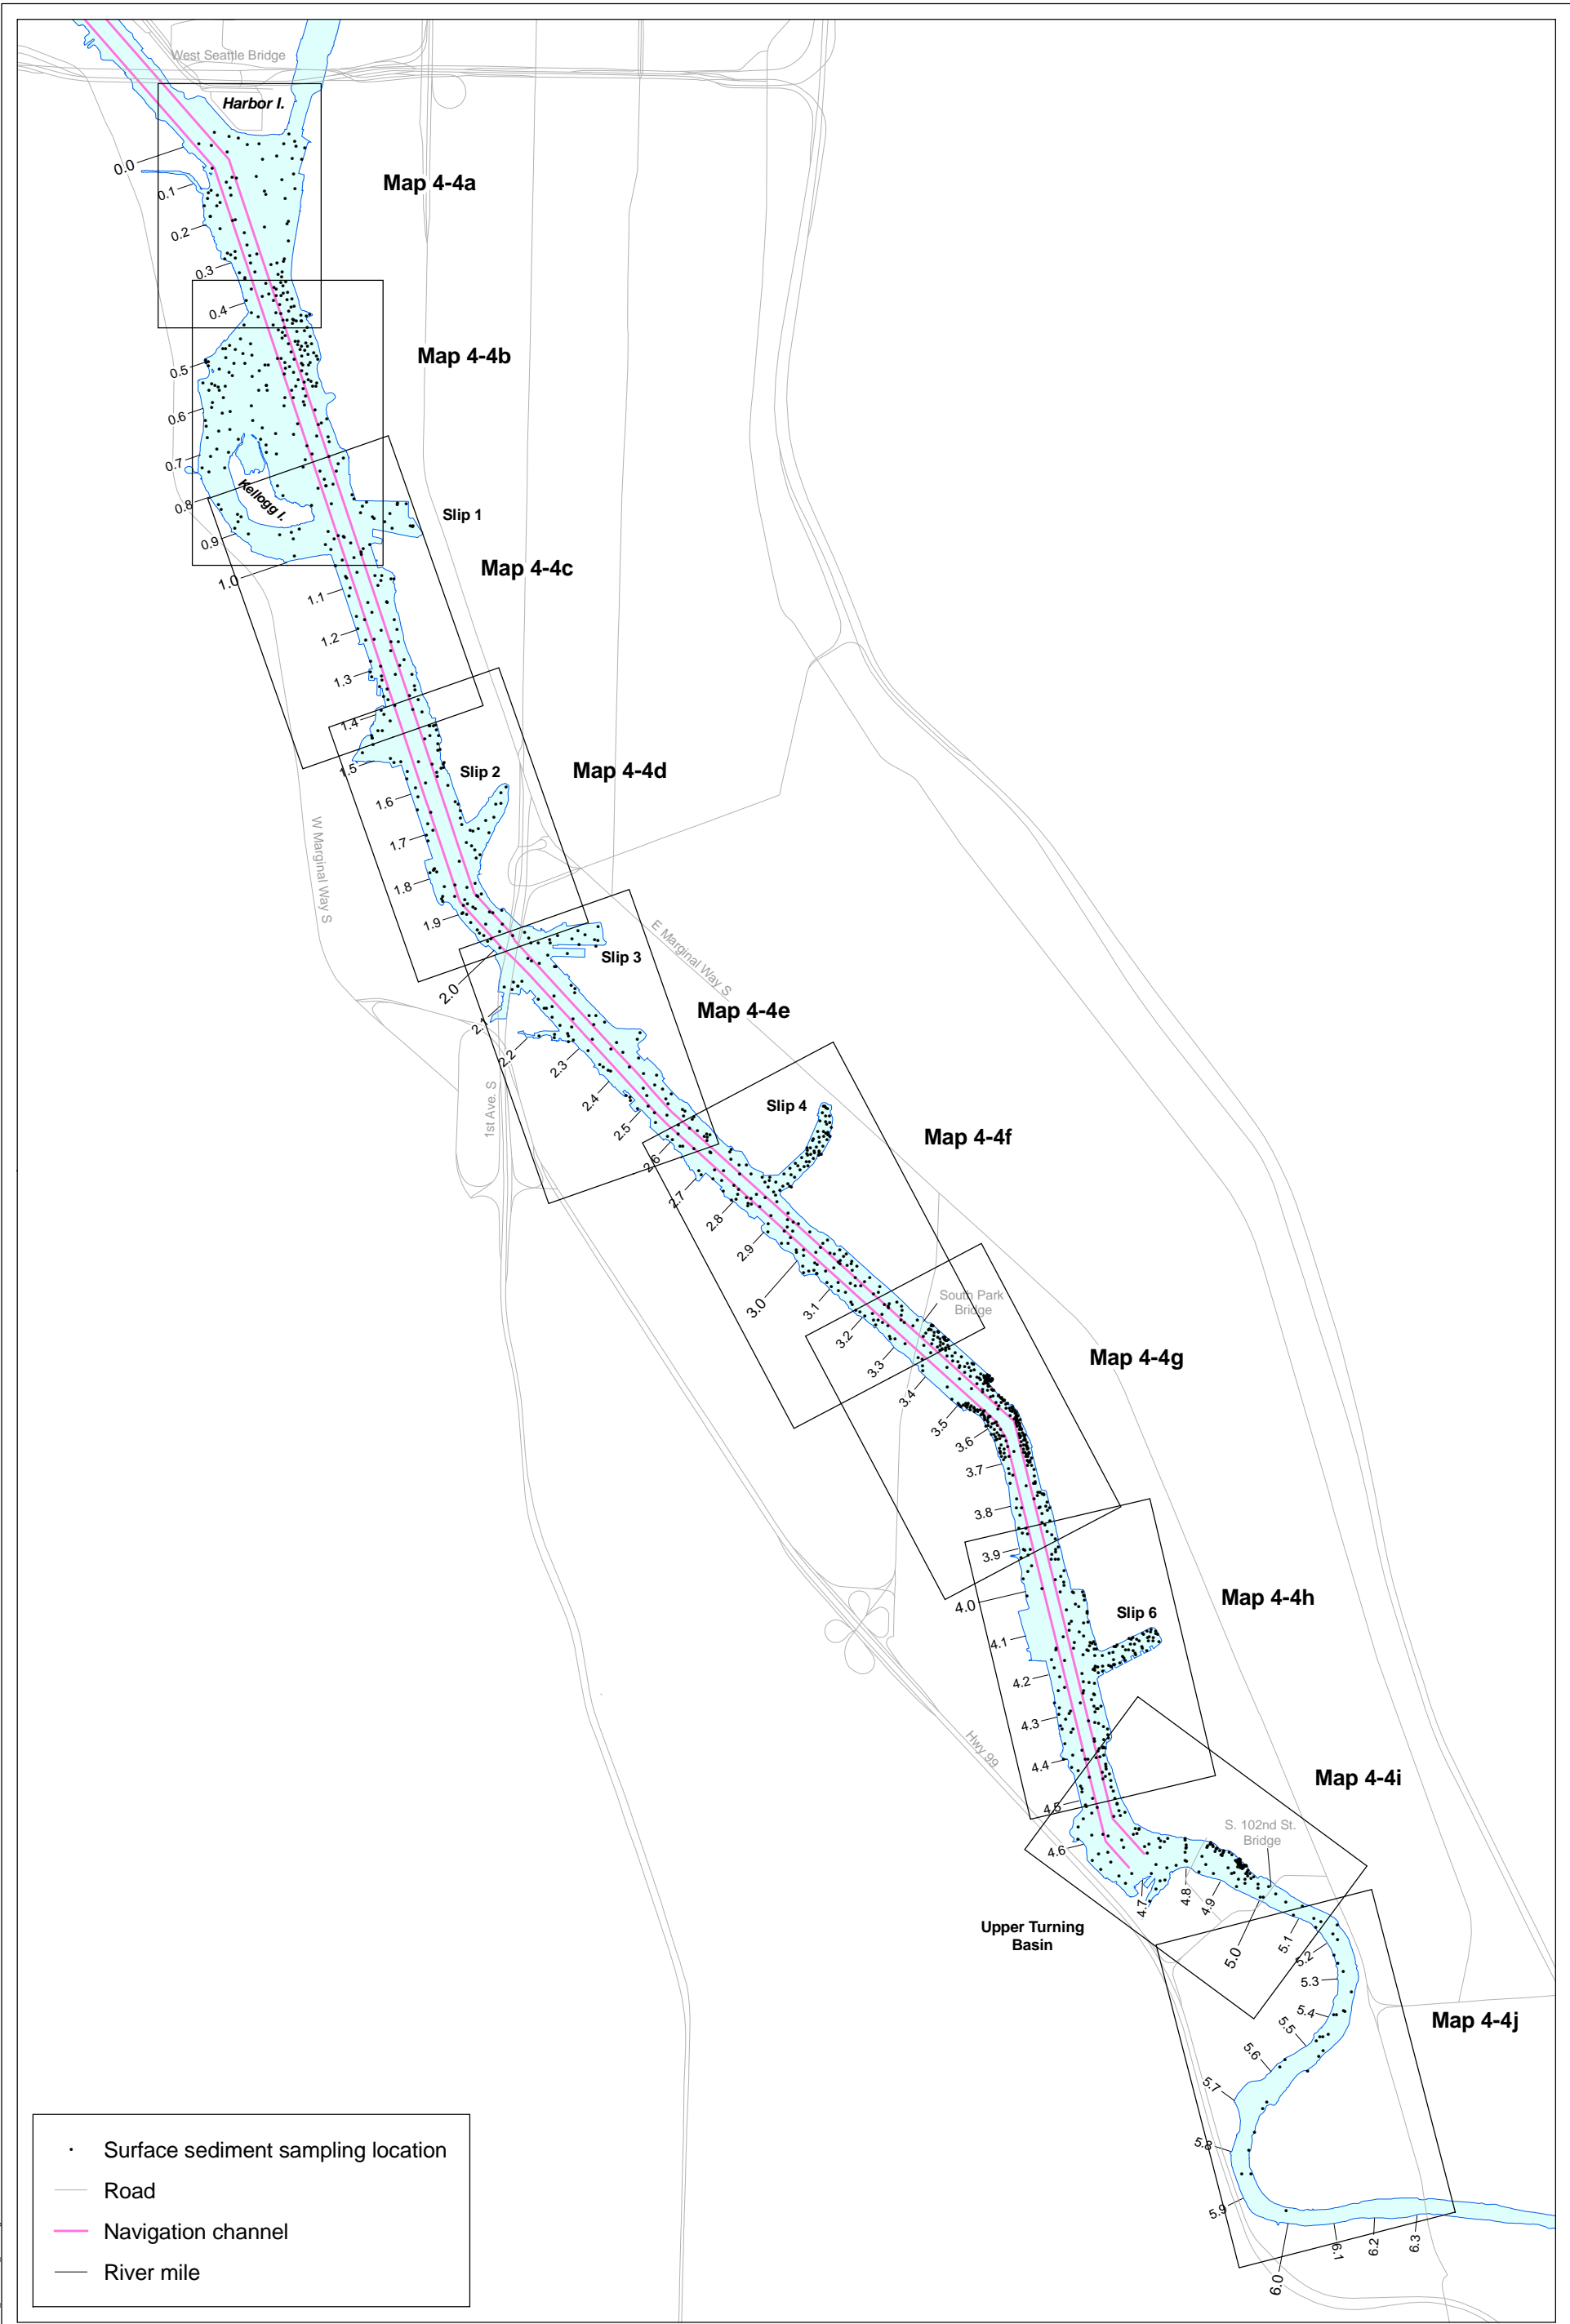 West Seattle Bridge
Harbor I.
0.0
0.1
Map 4-4a
0.2
0.3
0.4
Map 4-4b
0.5
0.6
0.7
0.8
Kellogg I.
Slip 1
0.9
Map 4-4c
1.0
1.1
1.2
1.3
1.4
1.5
Slip 2
Map 4-4d
1.6
1.7
W Marginal Way S
1.8
1.9
Slip 3
E Marginal Way S
2.0
Map 4-4e
2.1
2.2
2.3
2.4
1st Ave. S
2.5
Slip 4
Map 4-4f
2.6
2.7
2.8
2.9
3.0
3.1
South Park
Bridge
3.2
3.3
Map 4-4g
3.4
3.5
3.6
3.7
3.8
3.9
4.0
Map 4-4h
Slip 6
4.1
4.2
4.3
Hwy 99
4.4
Map 4-4i
4.5
S. 102nd St.
Bridge
4.6
4.7
4.8
4.9
Upper Turning
Basin
5.0
5.1
5.2
5.3
5.4
Map 4-4j
5.5
5.6
5.7
5.8
5.9
6.0
6.1
6.2
6.3
Surface sediment sampling location
Road
Navigation channel
River mile